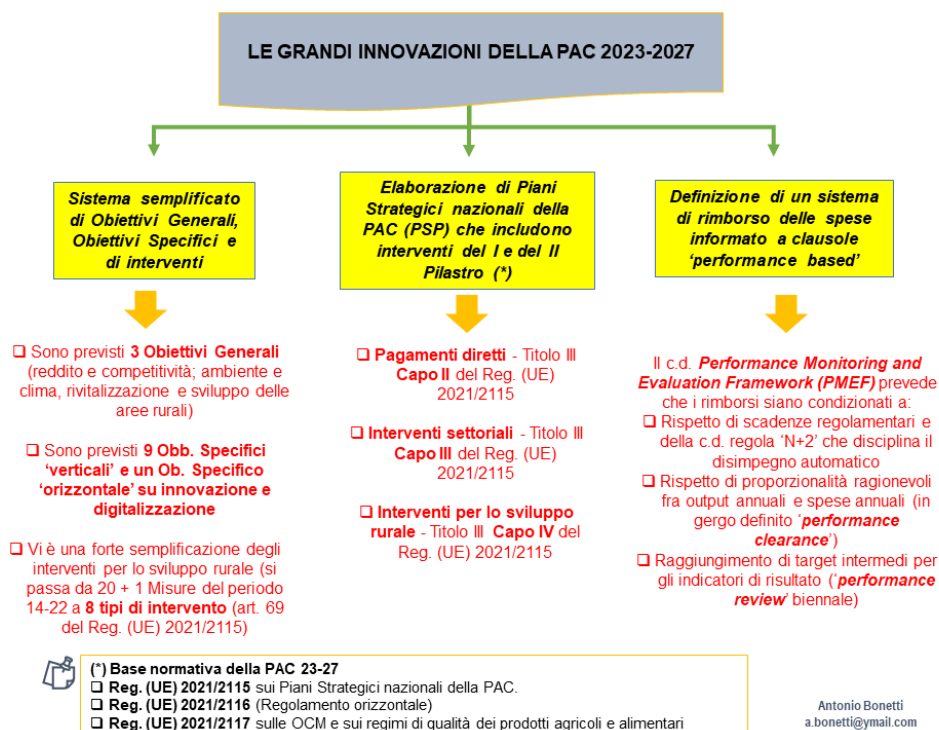 LE GRANDI INNOVAZIONI DELLA PAC 2023-2027
Sistema semplificato
di Obiettivi Generali,
Obiettivi Specifici e
di interventi
❑ Sono previsti 3 Obiettivi Generali
(reddito e competitività; ambiente e
clima, rivitalizzazione e sviluppo delle
aree rurali)
❑ Sono previsti 9 Obb. Specifici
‘verticali’ e un Ob. Specifico
‘orizzontale’ su innovazione e
digitalizzazione
❑ Vi è una forte semplificazione degli
interventi per lo sviluppo rurale (si
passa da 20 + 1 Misure del periodo
14-22 a 8 tipi di intervento (art. 69
del Reg. (UE) 2021/2115)
Elaborazione di Piani
Strategici nazionali della
PAC (PSP) che includono
interventi del I e del II
Pilastro (*)
❑ Pagamenti diretti - Titolo III
Capo II del Reg. (UE)
2021/2115
❑ Interventi settoriali - Titolo III
Capo III del Reg. (UE)
2021/2115
❑ Interventi per lo sviluppo
rurale - Titolo III Capo IV del
Reg. (UE) 2021/2115
Definizione di un sistema
di rimborso delle spese
informato a clausole
‘performance based’
Il c.d. Performance Monitoring and
Evaluation Framework (PMEF) prevede
che i rimborsi siano condizionati a:
❑ Rispetto di scadenze regolamentari e
della c.d. regola ‘N+2’ che disciplina il
disimpegno automatico
❑ Rispetto di proporzionalità ragionevoli
fra output annuali e spese annuali (in
gergo definito ‘performance
clearance’)
❑ Raggiungimento di target intermedi per
gli indicatori di risultato (‘performance
review’ biennale)
(*) Base normativa della PAC 23-27
❑ Reg. (UE) 2021/2115 sui Piani Strategici nazionali della PAC.
❑ Reg. (UE) 2021/2116 (Regolamento orizzontale)
❑ Reg. (UE) 2021/2117 sulle OCM e sui regimi di qualità dei prodotti agricoli e alimentari
Antonio Bonetti
a.bonetti@ymail.com